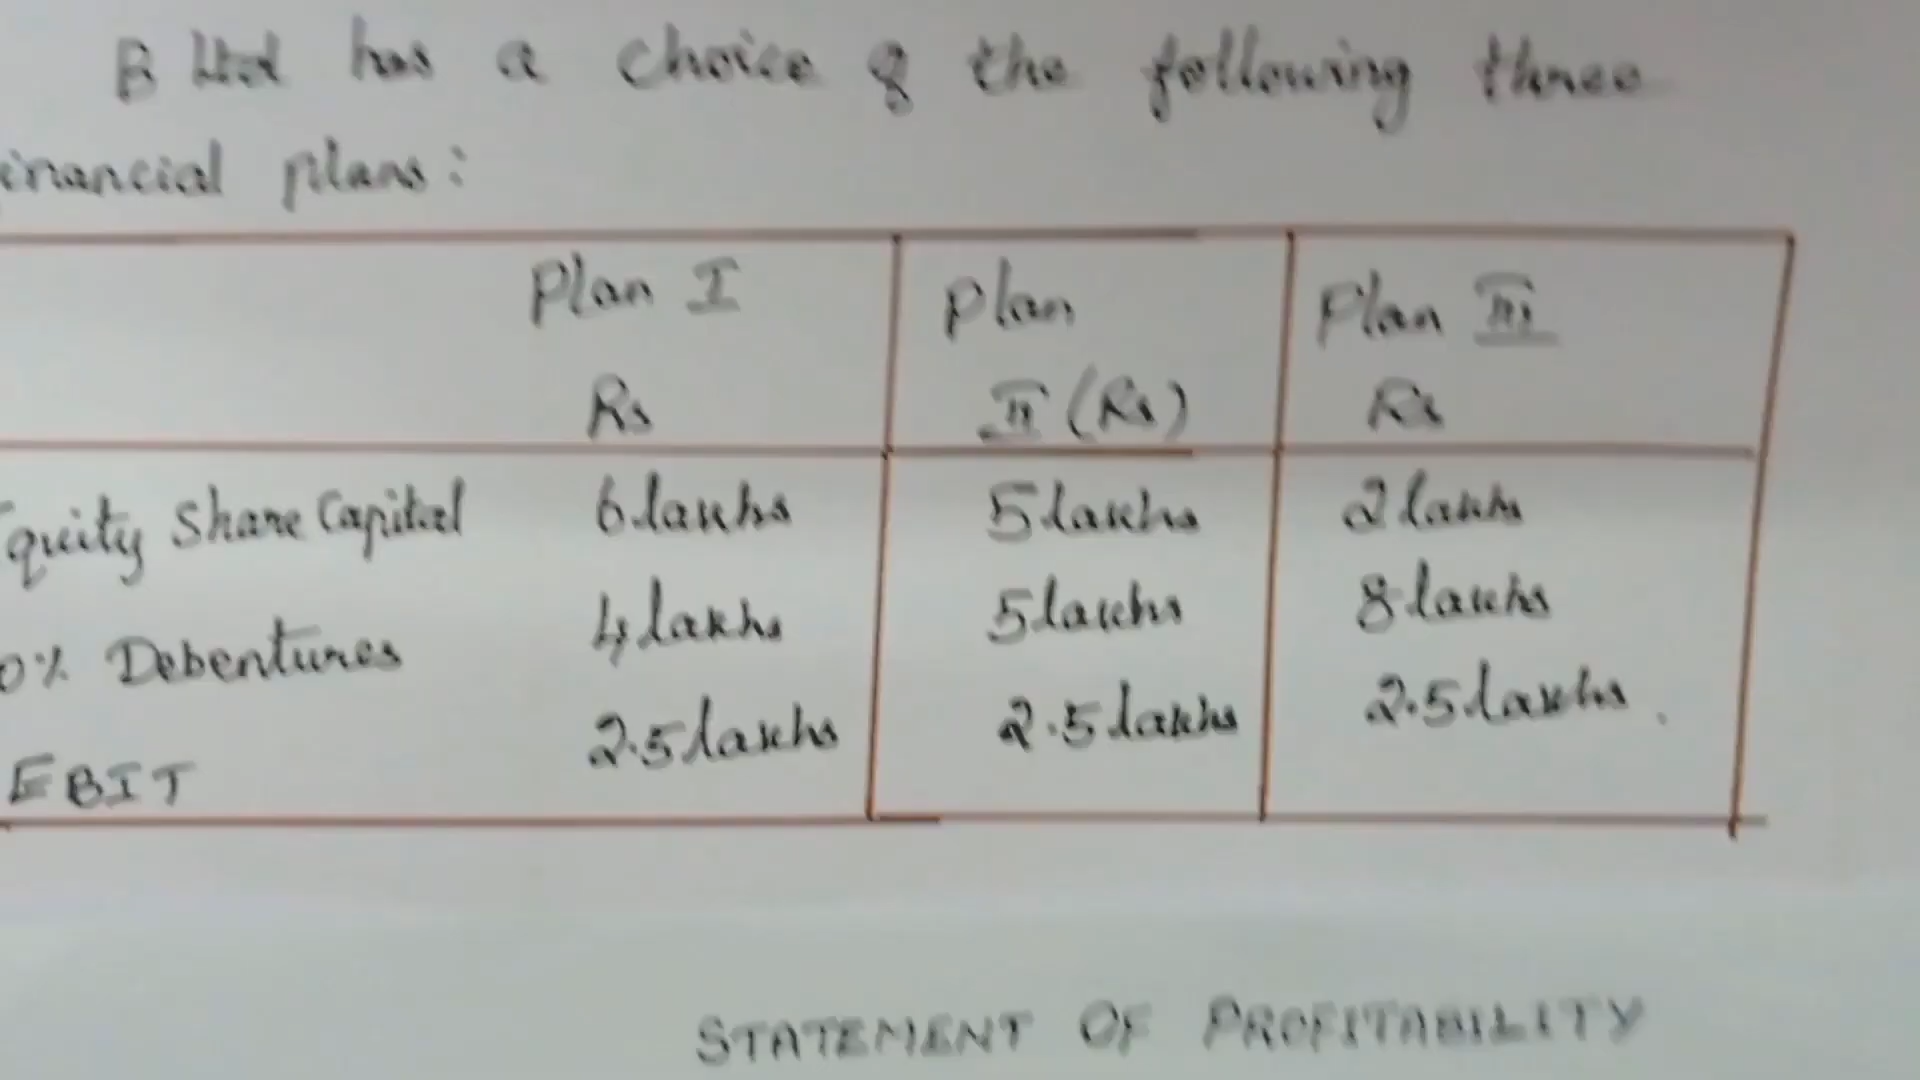 B Ltd has a choice of the following three
financial plans:
Plan I
Rs
Plan
II (Rs)
Plan III
Rs
Equity Share Capital 6 lakhs 5 lakhs 2 lakhs
0% Debentures 4 lakhs 5 lakhs 8 lakhs
EBIT 2.5 lakhs 2.5 lakhs 2.5 lakhs.
STATEMENT OF PROFITABILITY